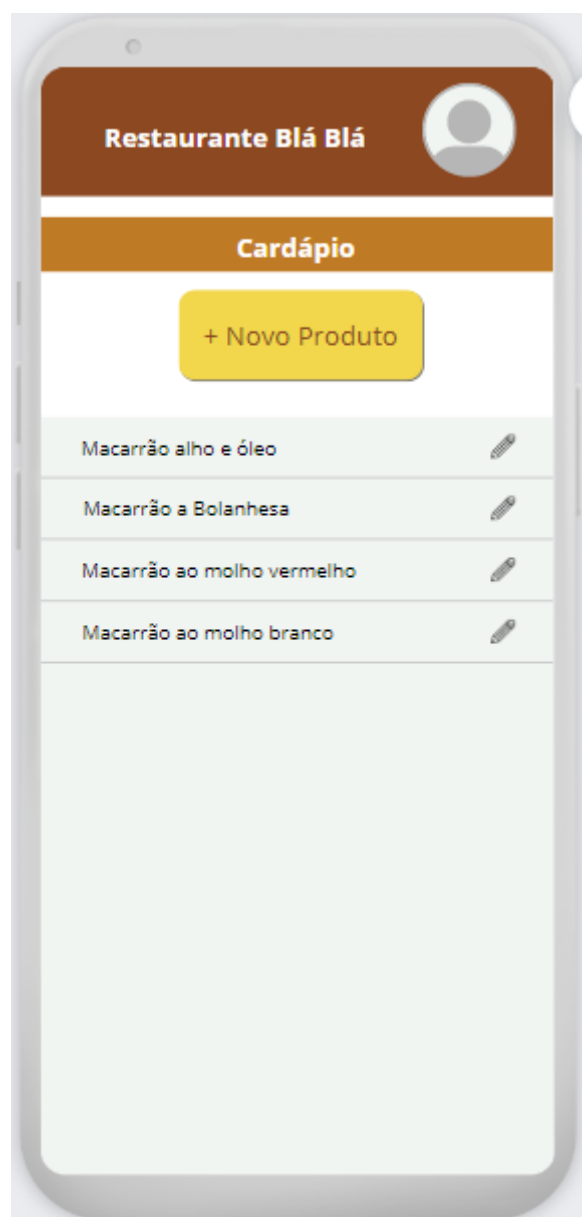 Restaurante Blá Blá
Cardápio
+ Novo Produto
Macarrão alho e óleo
Macarrão a Bolanhesa
Macarrão ao molho vermelho
Macarrão ao molho branco